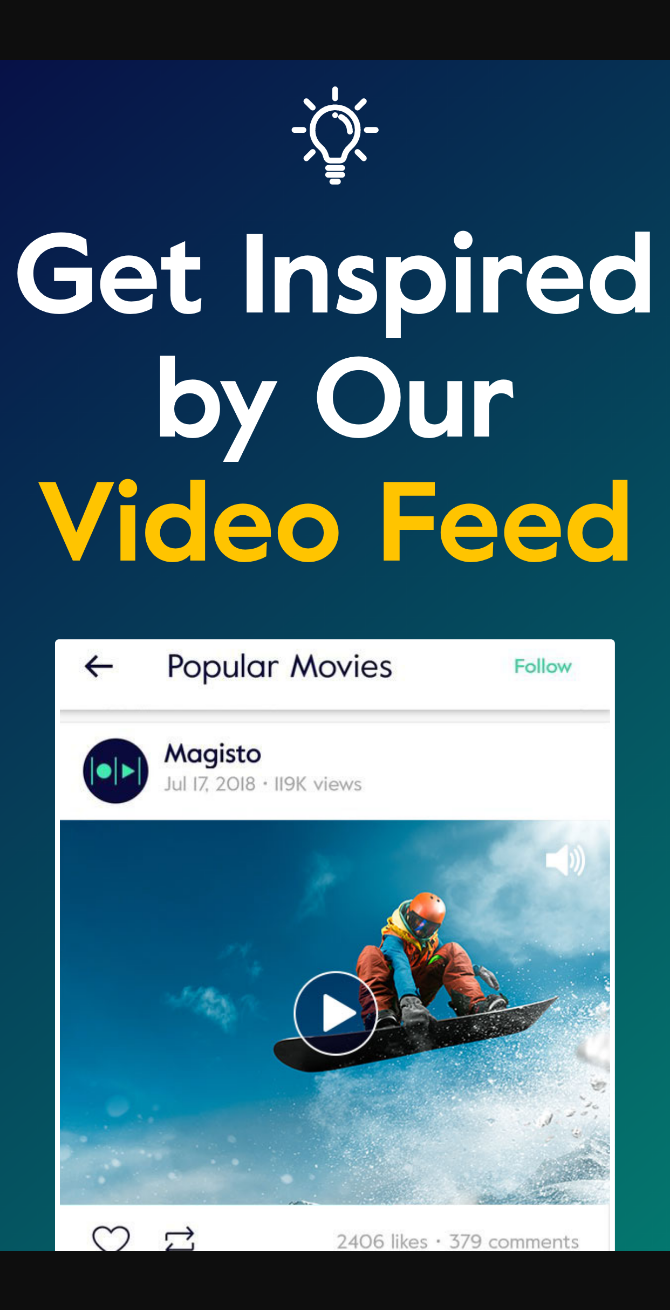 Get Inspired
by Our
Video Feed
Popular Movies
Follow
Magisto
Jul 17, 2018 • 119K views
2406 likes • 379 comments